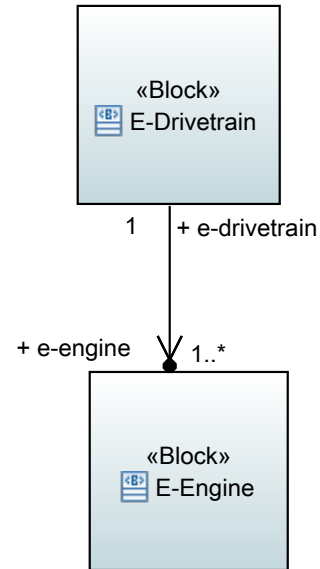 «Block»
E-Drivetrain
1
+ e-drivetrain
+ e-engine
1..*
«Block»
E-Engine